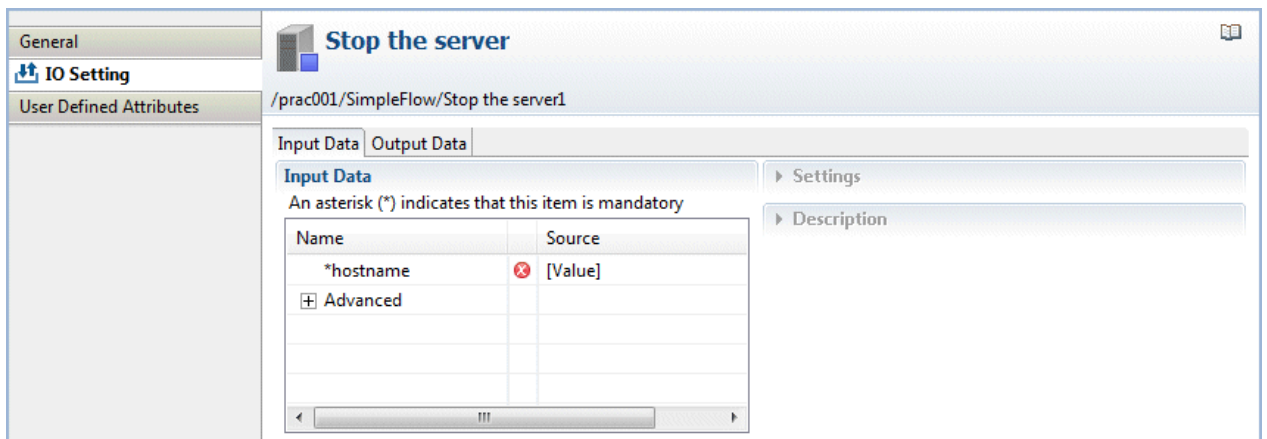 General
IO Setting
User Defined Attributes
Stop the server
/prac001/SimpleFlow/Stop the server1
Input Data Output Data
Input Data
An asterisk (*) indicates that this item is mandatory
Name Source
*hostname [Value]
Advanced
Settings
Description